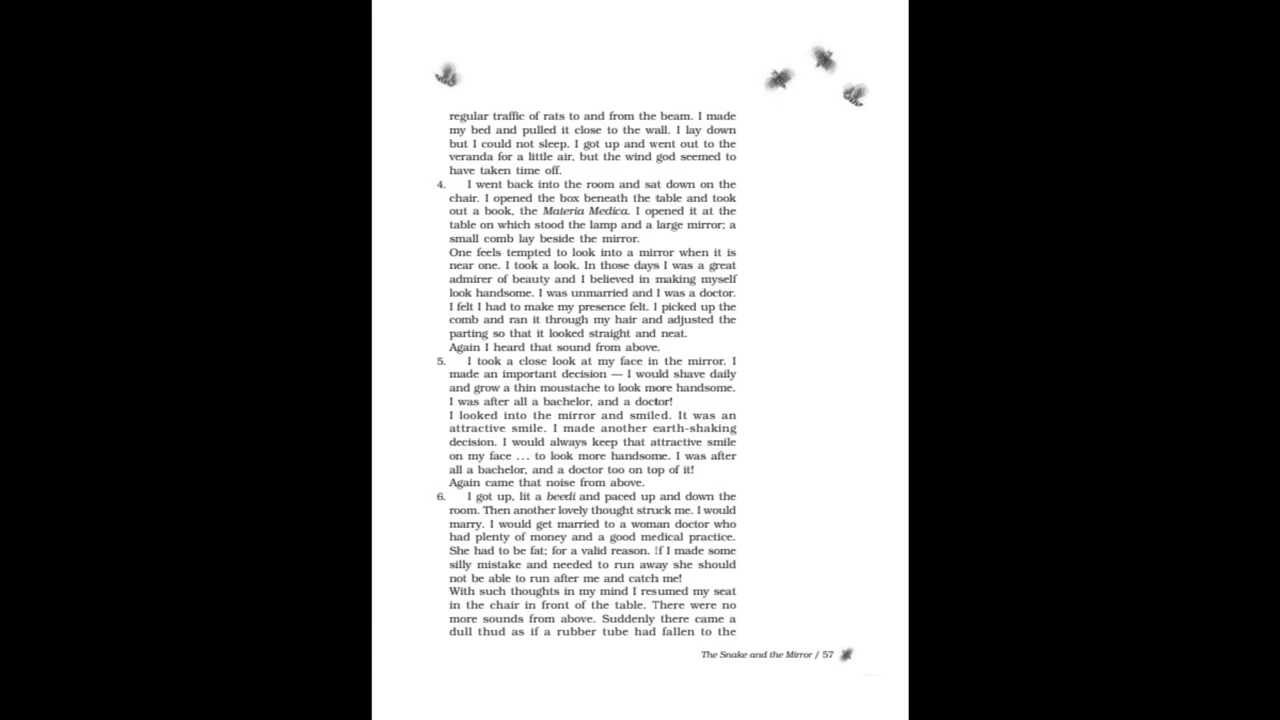 regular traffic of rats to and from the beam. I made
my bed and pulled it close to the wall. I lay down
but I could not sleep. I got up and went out to the
veranda for a little air, but the wind god seemed to
have taken time off.
4. I went back into the room and sat down on the
chair. I opened the box beneath the table and took
out a book, the Materia Medica. I opened it at the
table on which stood the lamp and a large mirror; a
small comb lay beside the mirror.
One feels tempted to look into a mirror when it is
near one. I took a look. In those days I was a great
admirer of beauty and I believed in making myself
look handsome. I was unmarried and I was a doctor.
I felt I had to make my presence felt. I picked up the
comb and ran it through my hair and adjusted the
parting so that it looked straight and neat.
Again I heard that sound from above.
5. I took a close look at my face in the mirror. I
made an important decision — I would shave daily
and grow a thin moustache to look more handsome.
I was after all a bachelor, and a doctor!
I looked into the mirror and smiled. It was an
attractive smile. I made another earth-shaking
decision. I would always keep that attractive smile
on my face ... to look more handsome. I was after
all a bachelor, and a doctor too on top of it!
Again came that noise from above.
6. I got up, lit a beedi and paced up and down the
room. Then another lovely thought struck me. I would
marry. I would get married to a woman doctor who
had plenty of money and a good medical practice.
She had to be fat; for a valid reason. If I made some
silly mistake and needed to run away she should
not be able to run after me and catch me!
With such thoughts in my mind I resumed my seat
in the chair in front of the table. There were no
more sounds from above. Suddenly there came a
dull thud as if a rubber tube had fallen to the
The Snake and the Mirror / 57